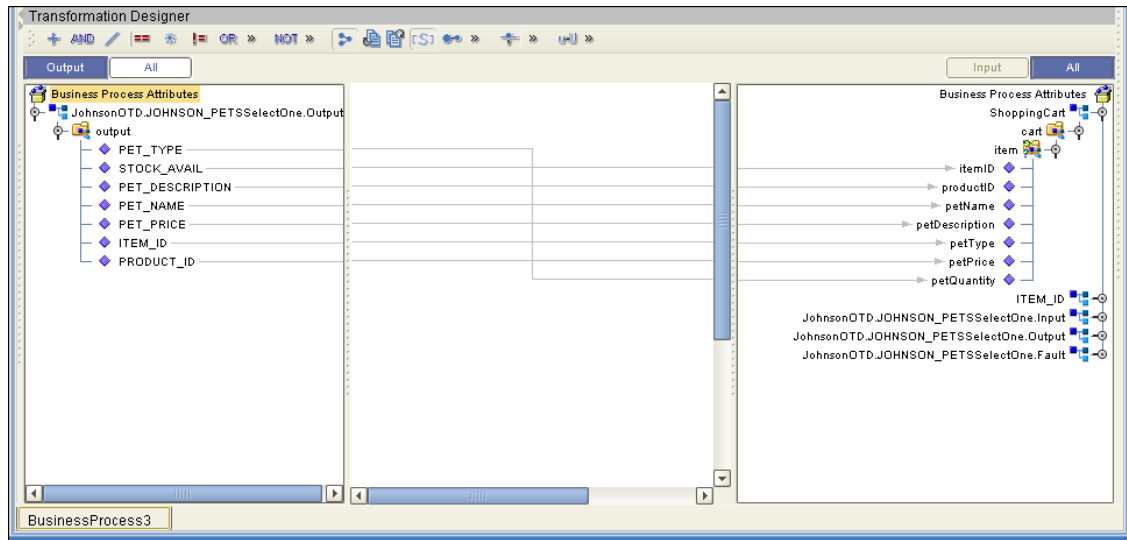 Transformation Designer
AND == != OR » NOT » [S] » » »
Output All Input All
Business Process Attributes
JohnsonOTD.JOHNSON_PETSSelectOne.Output
output
PET_TYPE
STOCK_AVAIL
PET_DESCRIPTION
PET_NAME
PET_PRICE
ITEM_ID
PRODUCT_ID
Business Process Attributes
ShoppingCart
cart
item
itemID
productID
petName
petDescription
petType
petPrice
petQuantity
ITEM_ID
JohnsonOTD.JOHNSON_PETSSelectOne.Input
JohnsonOTD.JOHNSON_PETSSelectOne.Output
JohnsonOTD.JOHNSON_PETSSelectOne.Fault
BusinessProcess3